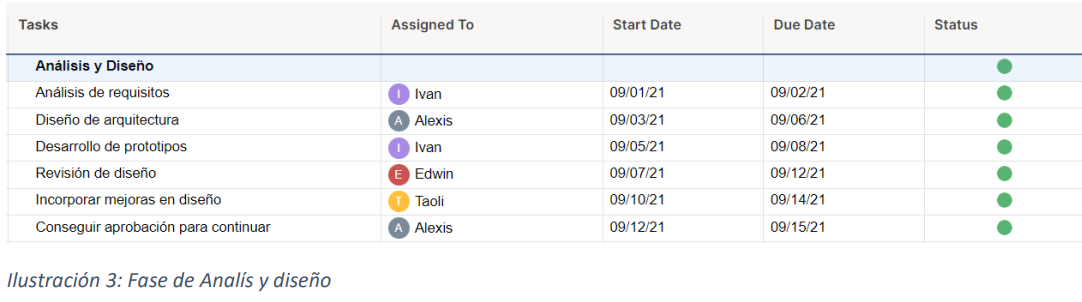 Tasks Assigned To Start Date Due Date Status
Análisis y Diseño
Análisis de requisitos I Ivan 09/01/21 09/02/21
Diseño de arquitectura A Alexis 09/03/21 09/06/21
Desarrollo de prototipos I Ivan 09/05/21 09/08/21
Revisión de diseño E Edwin 09/07/21 09/12/21
Incorporar mejoras en diseño T Taoli 09/10/21 09/14/21
Conseguir aprobación para continuar A Alexis 09/12/21 09/15/21
Ilustración 3: Fase de Analís y diseño